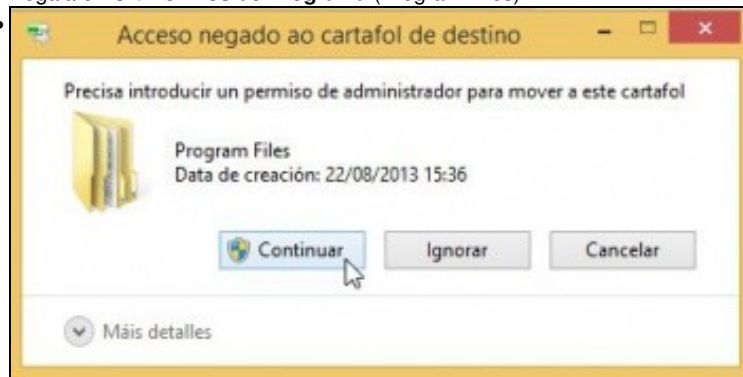 Acceso negado ao cartafol de destino
Precisa introducir un permiso de administrador para mover a este cartafol
Program Files
Data de creación: 22/08/2013 15:36
Continuar Ignorar Cancelar
Máis detalles